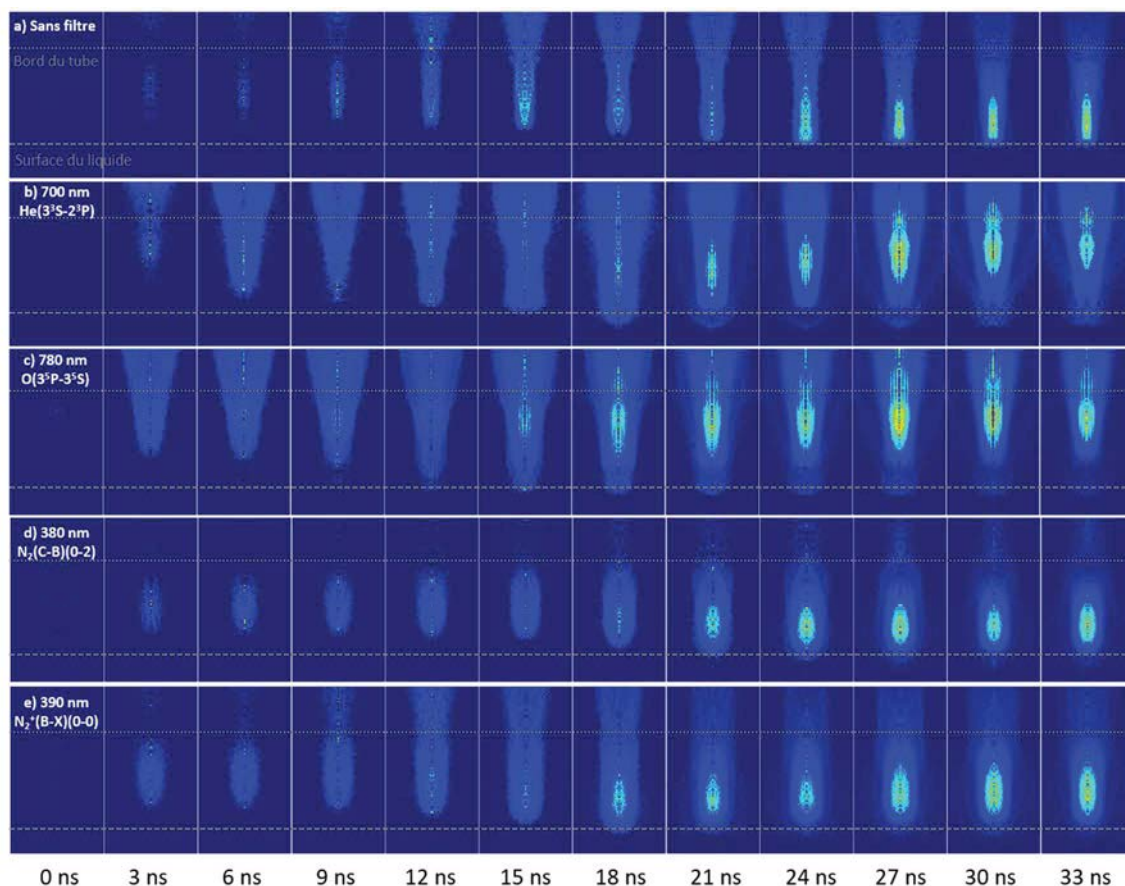 a) Sans filtre
Bord du tube
Surface du liquide
b) 700 nm
He(3³S-2³P)
c) 780 nm
O(3⁵P-3⁵S)
d) 380 nm
N₂(C-B)(0-2)
e) 390 nm
N₂⁺(B-X)(0-0)
0 ns 3 ns 6 ns 9 ns 12 ns 15 ns 18 ns 21 ns 24 ns 27 ns 30 ns 33 ns